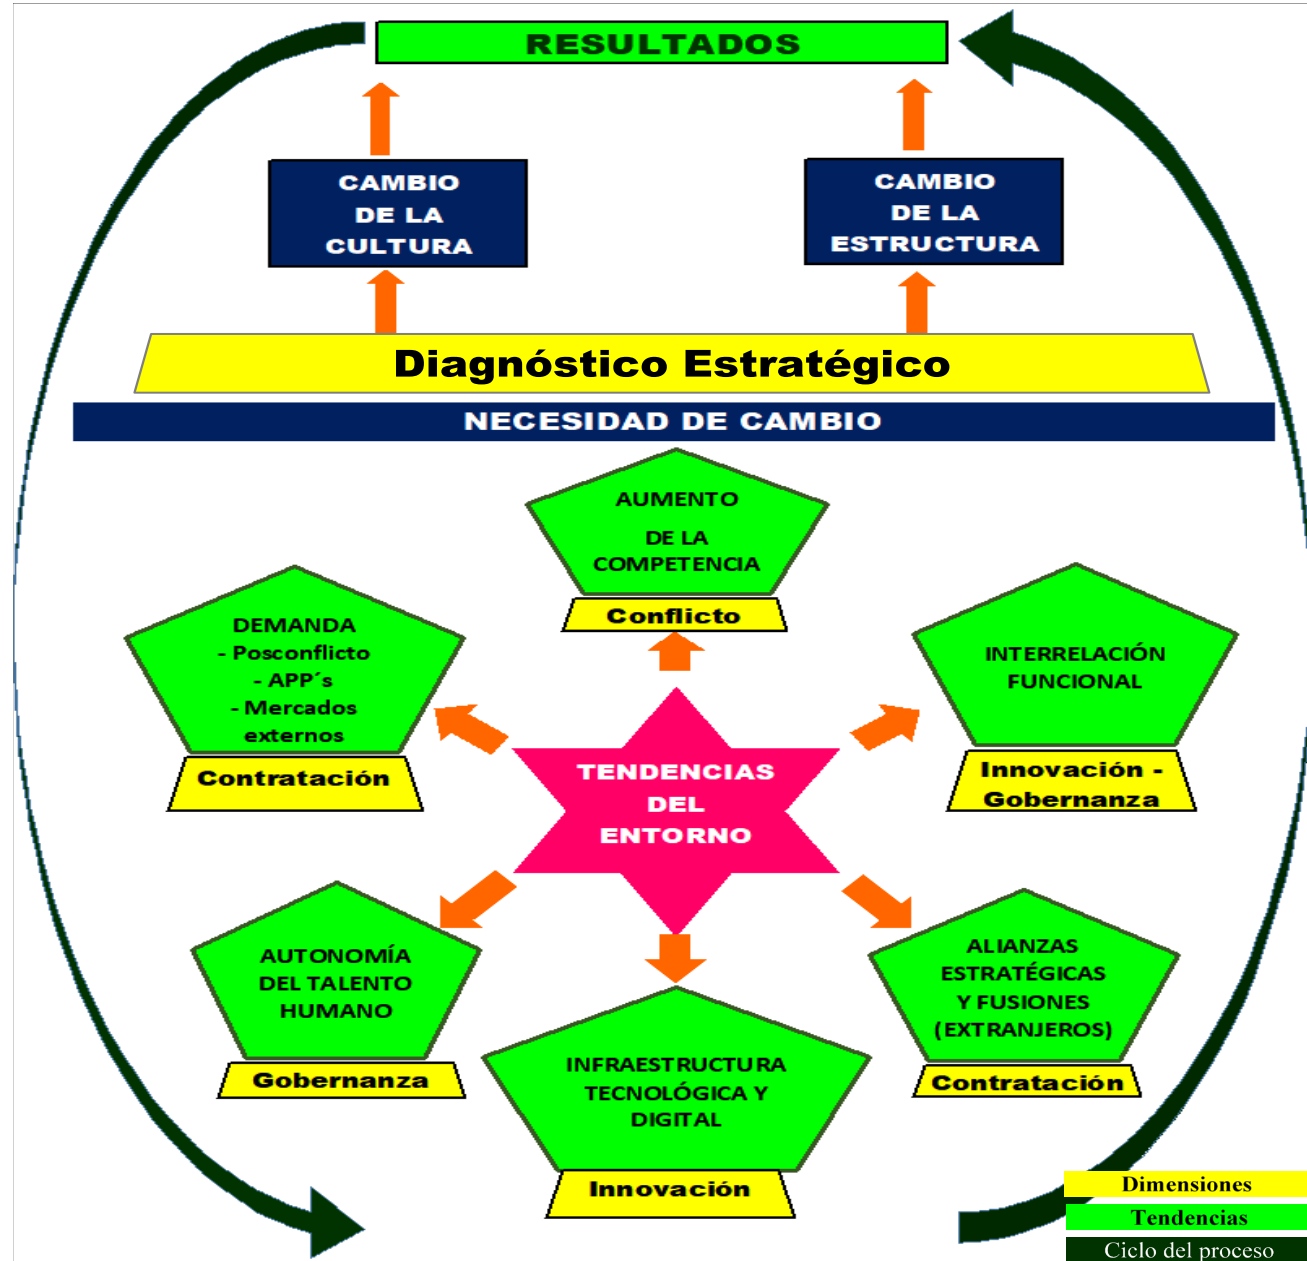 RESULTADOS
CAMBIO
DE LA
CULTURA
CAMBIO
DE LA
ESTRUCTURA
Diagnóstico Estratégico
NECESIDAD DE CAMBIO
AUMENTO
DE LA
COMPETENCIA
Conflicto
DEMANDA
- Posconflicto
- APP´s
- Mercados
externos
Contratación
INTERRELACIÓN
FUNCIONAL
Innovación -
Gobernanza
TENDENCIAS
DEL
ENTORNO
AUTONOMÍA
DEL TALENTO
HUMANO
Gobernanza
INFRAESTRUCTURA
TECNOLÓGICA Y
DIGITAL
Innovación
ALIANZAS
ESTRATÉGICAS
Y FUSIONES
(EXTRANJEROS)
Contratación
Dimensiones
Tendencias
Ciclo del proceso